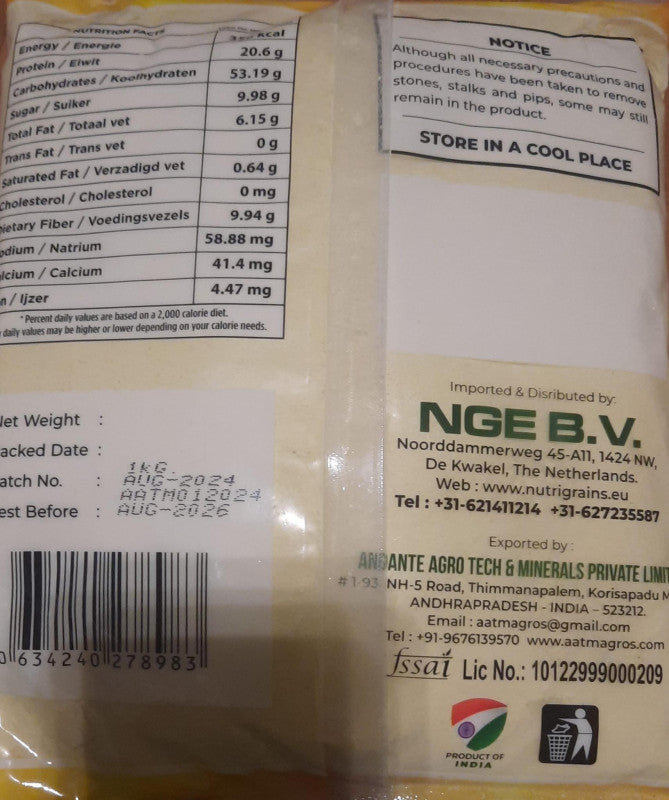 NUTRITION FACTS
Kcal
Energy / Energie
Protein / Eiwit 20.6 g
Carbohydrates / Koolhydraten 53.19 g
Sugar / Suiker 9.98 g
Total Fat / Totaal vet 6.15 g
Trans Fat / Trans vet 0 g
Saturated Fat / Verzadigd vet 0.64 g
Cholesterol / Cholesterol 0 mg
ietary Fiber / Voedingsvezels 9.94 g
odium / Natrium 58.88 mg
lcium / Calcium 41.4 mg
n / Ijzer 4.47 mg
*Percent daily values are based on a 2,000 calorie diet.
daily values may be higher or lower depending on your calorie needs.
Net Weight : 1KG.
acked Date : AUG-2024
atch No. : AATM012024
est Before : AUG-2026
0 634240 278983
NOTICE
Although all necessary precautions and
procedures have been taken to remove
stones, stalks and pips, some may still
remain in the product.
STORE IN A COOL PLACE
Imported & Disributed by:
NGE B.V.
Noorddammerweg 45-A11, 1424 NW,
De Kwakel, The Netherlands.
Web : www.nutrigrains.eu
Tel : +31-621411214 +31-627235587
Exported by :
ANDANTE AGRO TECH & MINERALS PRIVATE LIMIT
# 1-93 NH-5 Road, Thimmanapalem, Korisapadu M
ANDHRAPRADESH - INDIA – 523212.
Email : aatmagros@gmail.com
Tel : +91-9676139570 www.aatmagros.com
fssai Lic No.: 10122999000209
PRODUCT OF
INDIA